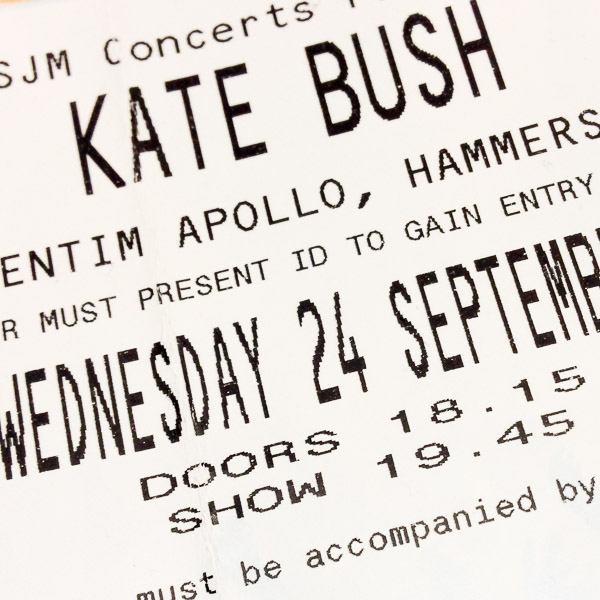 SJM Concerts
KATE BUSH
ENTIM APOLLO, HAMMERS
R MUST PRESENT ID TO GAIN ENTRY
WEDNESDAY 24 SEPTEMB
DOORS 18.15
SHOW 19.45
must be accompanied by